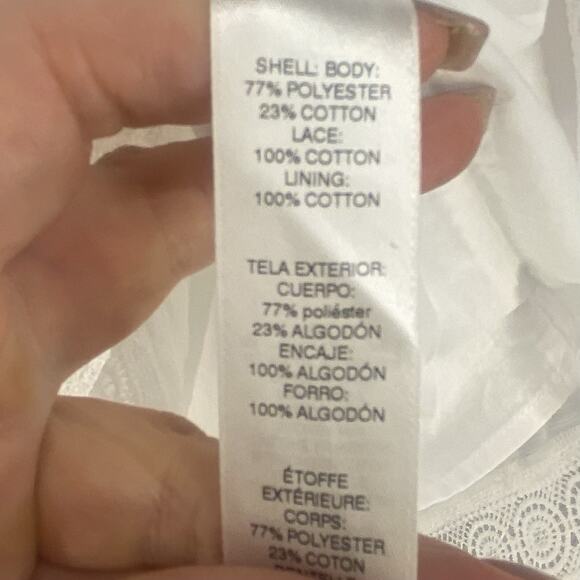 SHELL: BODY:
77% POLYESTER
23% COTTON
LACE:
100% COTTON
LINING:
100% COTTON
TELA EXTERIOR:
CUERPO:
77% poliéster
23% ALGODÓN
ENCAJE:
100% ALGODÓN
FORRO:
100% ALGODÓN
ÉTOFFE
EXTÉRIEURE:
CORPS:
77% POLYESTER
23% COTON